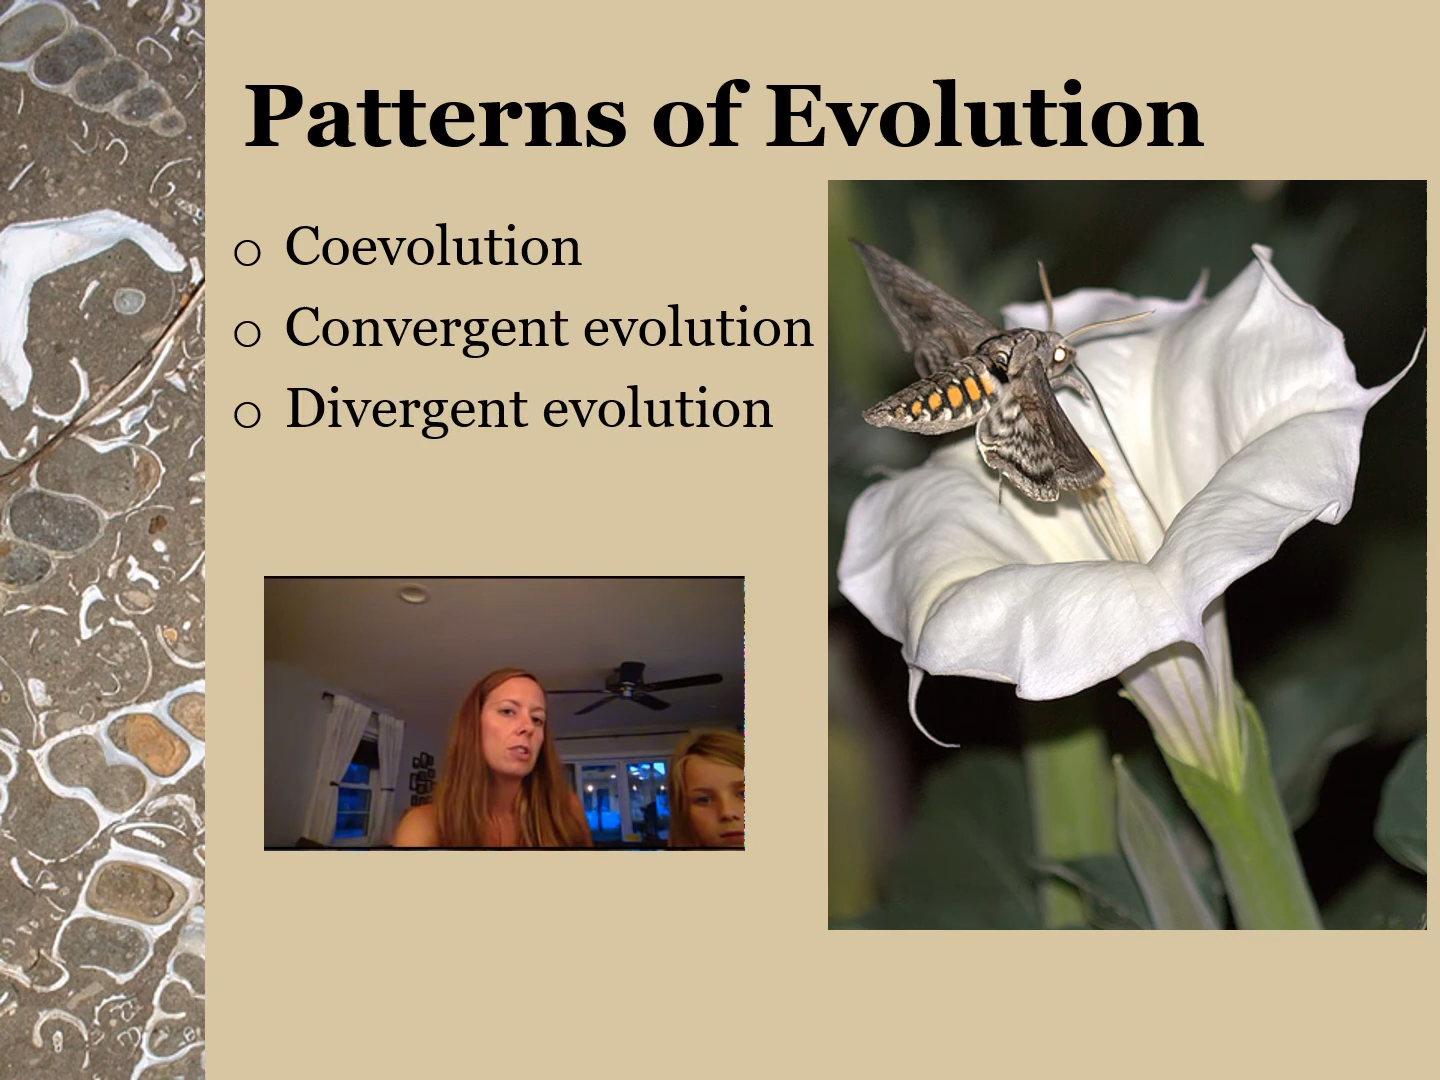 Patterns of Evolution
○ Coevolution
○ Convergent evolution
○ Divergent evolution